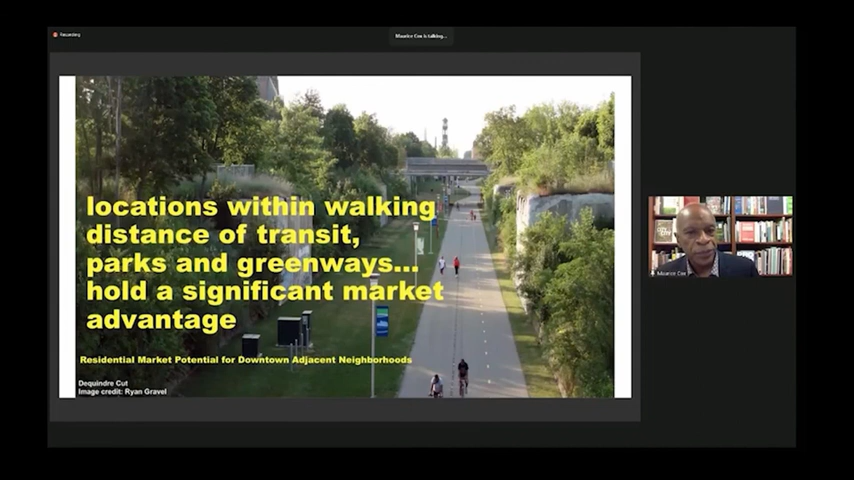 Recording
Maurice Cox is talking...
locations within walking
distance of transit,
parks and greenways...
hold a significant market
advantage
Residential Market Potential for Downtown Adjacent Neighborhoods
Dequindre Cut
Image credit: Ryan Gravel
Maurice Cox